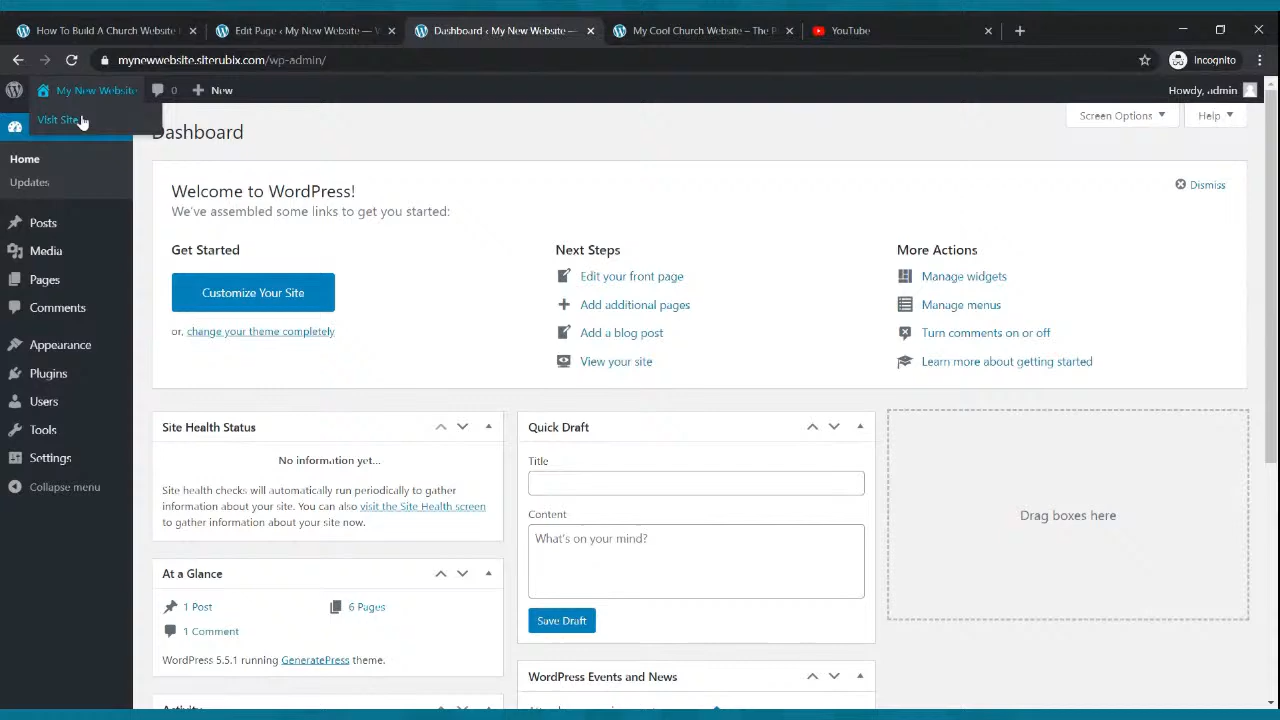 How To Build A Church Website
Edit Page ‹ My New Website —
Dashboard ‹ My New Website —
My Cool Church Website – The
YouTube
mynewwebsite.siterubix.com/wp-admin/
Incognito
My New Website
0
New
Howdy, admin
Visit Site
Dashboard
Screen Options
Help
Home
Updates
Posts
Media
Pages
Comments
Appearance
Plugins
Users
Tools
Settings
Collapse menu
Welcome to WordPress!
We've assembled some links to get you started:
Dismiss
Get Started
Customize Your Site
or, change your theme completely
Next Steps
Edit your front page
Add additional pages
Add a blog post
View your site
More Actions
Manage widgets
Manage menus
Turn comments on or off
Learn more about getting started
Site Health Status
No information yet...
Site health checks will automatically run periodically to gather
information about your site. You can also visit the Site Health screen
to gather information about your site now.
At a Glance
1 Post
6 Pages
1 Comment
WordPress 5.5.1 running GeneratePress theme.
Activity
Quick Draft
Title
Content
What's on your mind?
Save Draft
WordPress Events and News
Drag boxes here